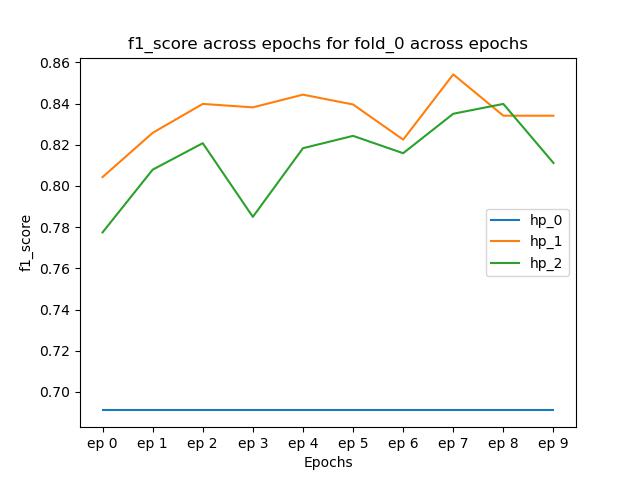 f1_score across epochs for fold_0 across epochs
0.86
0.84
0.82
0.80
0.78
0.76
0.74
0.72
0.70
f1_score
hp_0
hp_1
hp_2
ep 0 ep 1 ep 2 ep 3 ep 4 ep 5 ep 6 ep 7 ep 8 ep 9
Epochs